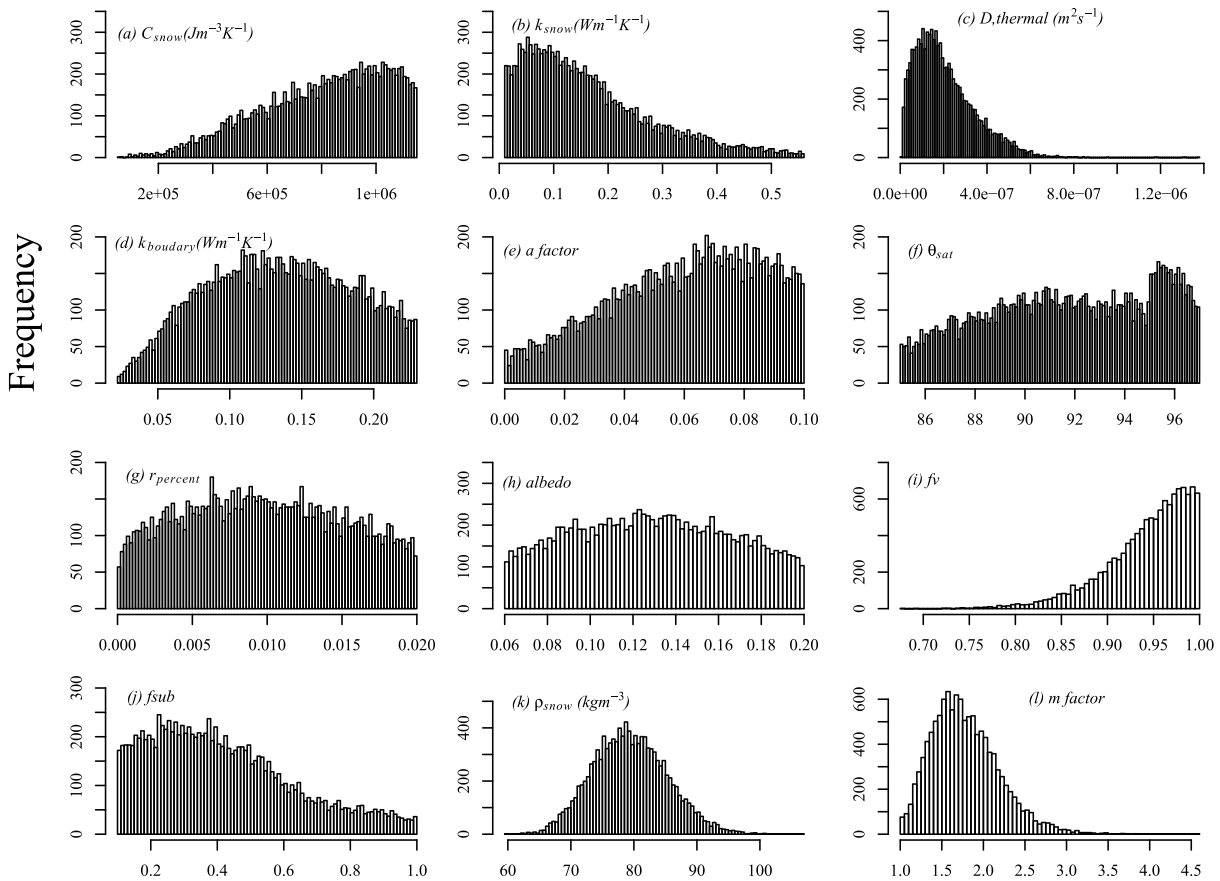 Frequency
(a) C_snow(Jm⁻³K⁻¹)
0 100 200 300
2e+05 6e+05 1e+06
(b) k_snow(Wm⁻¹K⁻¹)
0 100 200 300
0.0 0.1 0.2 0.3 0.4 0.5
(c) D,thermal (m²s⁻¹)
0 200 400
0.0e+00 4.0e−07 8.0e−07 1.2e−06
(d) k_boudary(Wm⁻¹K⁻¹)
0 50 100 200
0.05 0.10 0.15 0.20
(e) a factor
0 50 100 200
0.00 0.02 0.04 0.06 0.08 0.10
(f) θ_sat
0 50 100 200
86 88 90 92 94 96
(g) r_percent
0 50 100 200
0.000 0.005 0.010 0.015 0.020
(h) albedo
0 100 200 300
0.06 0.08 0.10 0.12 0.14 0.16 0.18 0.20
(i) fv
0 200 600
0.70 0.75 0.80 0.85 0.90 0.95 1.00
(j) fsub
0 100 200 300
0.2 0.4 0.6 0.8 1.0
(k) ρ_snow (kgm⁻³)
0 200 400
60 70 80 90 100
(l) m factor
0 200 400 600
1.0 1.5 2.0 2.5 3.0 3.5 4.0 4.5